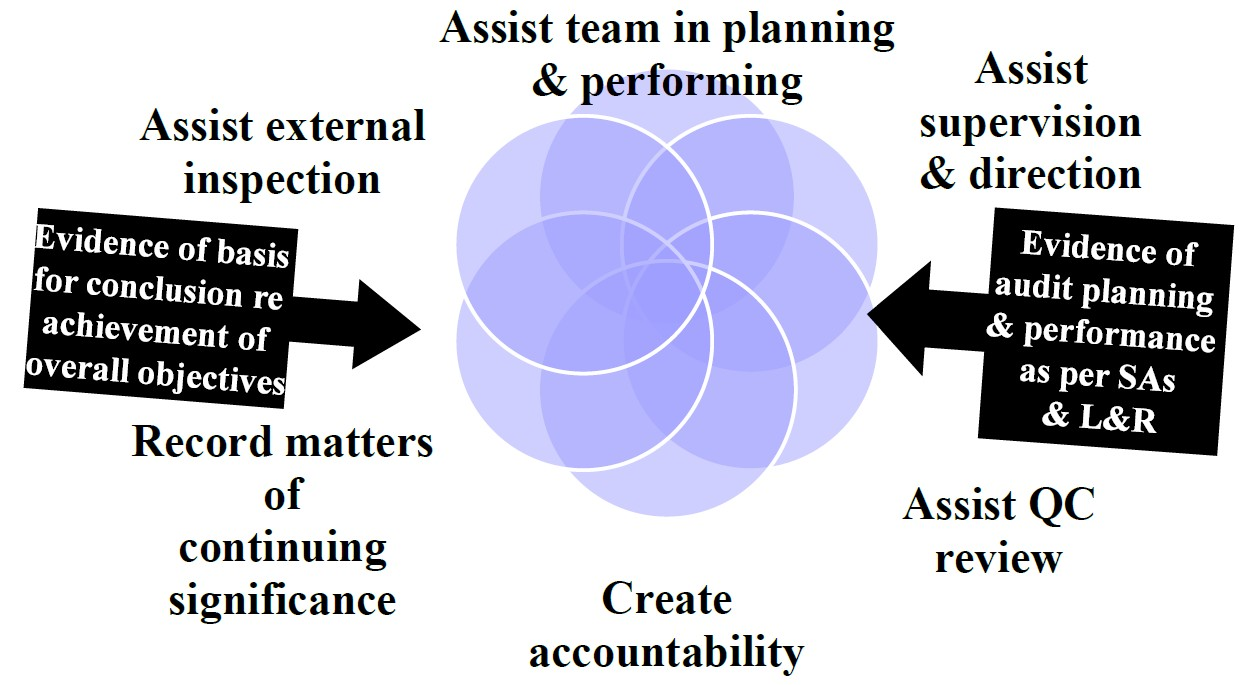 Assist team in planning
& performing
Assist
supervision
& direction
Assist external
inspection
Evidence of basis
for conclusion re
achievement of
overall objectives
Evidence of
audit planning
& performance
as per SAs
& L&R
Record matters
of
continuing
significance
Assist QC
review
Create
accountability